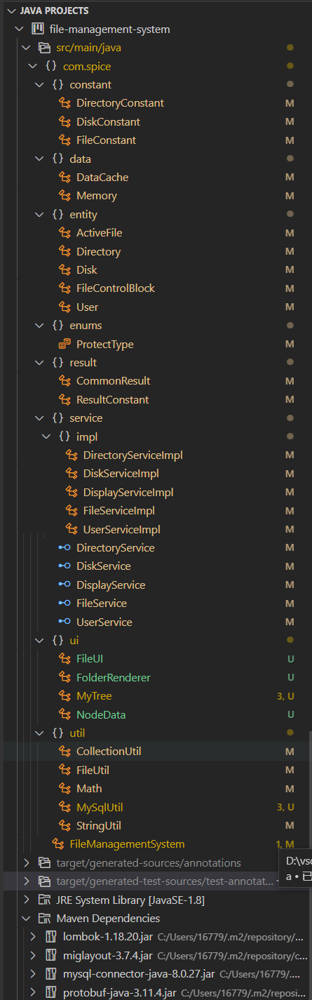 JAVA PROJECTS
file-management-system
src/main/java
{} com.spice
{} constant
DirectoryConstant M
DiskConstant M
FileConstant M
{} data
DataCache M
Memory M
{} entity
ActiveFile M
Directory M
Disk M
FileControlBlock M
User M
{} enums
ProtectType M
{} result
CommonResult M
ResultConstant M
{} service
{} impl
DirectoryServiceImpl M
DiskServiceImpl M
DisplayServiceImpl M
FileServiceImpl M
UserServiceImpl M
DirectoryService M
DiskService M
DisplayService M
FileService M
UserService M
{} ui
FileUI U
FolderRenderer U
MyTree 3, U
NodeData U
{} util
CollectionUtil M
FileUtil M
Math M
MySqlUtil 3, U
StringUtil M
FileManagementSystem 1, M
target/generated-sources/annotations D:\vsc
target/generated-test-sources/test-annotat... a • 已
JRE System Library [JavaSE-1.8]
Maven Dependencies
lombok-1.18.20.jar C:/Users/16779/.m2/repository/...
miglayout-3.7.4.jar C:/Users/16779/.m2/repository/c...
mysql-connector-java-8.0.27.jar C:/Users/16779/....
protobuf-java-3.11.4.jar C:/Users/16779/.m2/reposi...